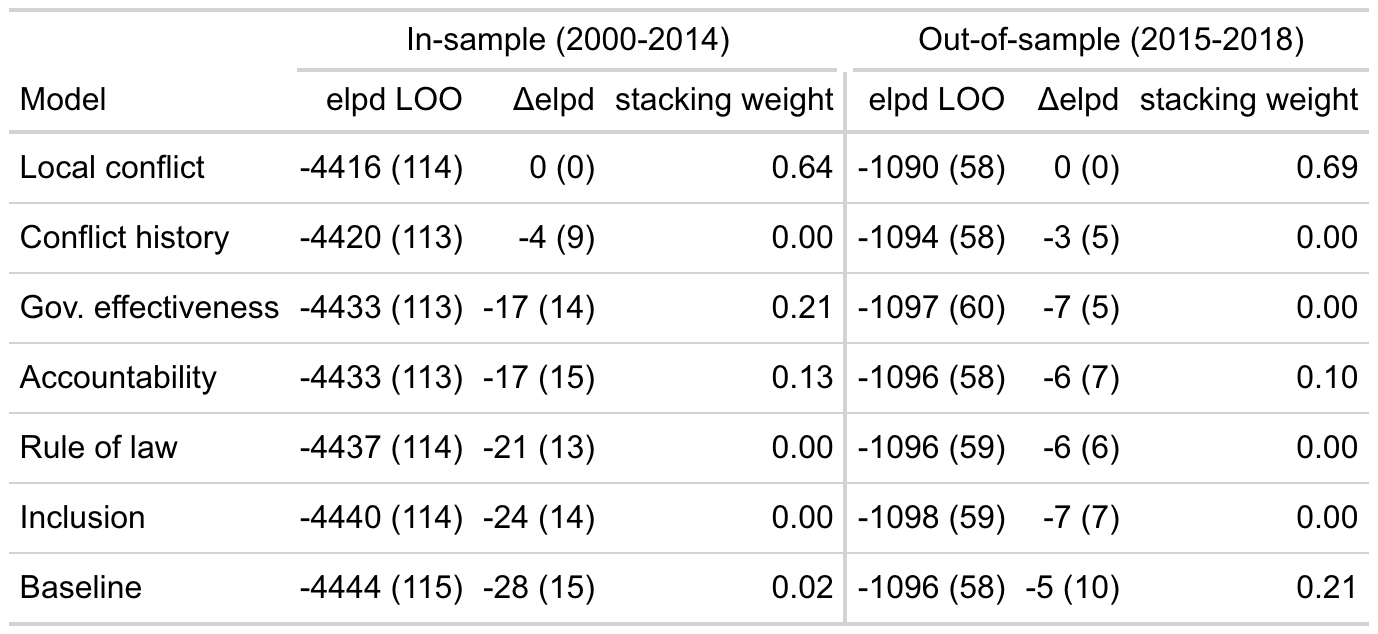 In-sample (2000-2014) Out-of-sample (2015-2018)
Model elpd LOO Δelpd stacking weight elpd LOO Δelpd stacking weight
Local conflict -4416 (114) 0 (0) 0.64 -1090 (58) 0 (0) 0.69
Conflict history -4420 (113) -4 (9) 0.00 -1094 (58) -3 (5) 0.00
Gov. effectiveness -4433 (113) -17 (14) 0.21 -1097 (60) -7 (5) 0.00
Accountability -4433 (113) -17 (15) 0.13 -1096 (58) -6 (7) 0.10
Rule of law -4437 (114) -21 (13) 0.00 -1096 (59) -6 (6) 0.00
Inclusion -4440 (114) -24 (14) 0.00 -1098 (59) -7 (7) 0.00
Baseline -4444 (115) -28 (15) 0.02 -1096 (58) -5 (10) 0.21